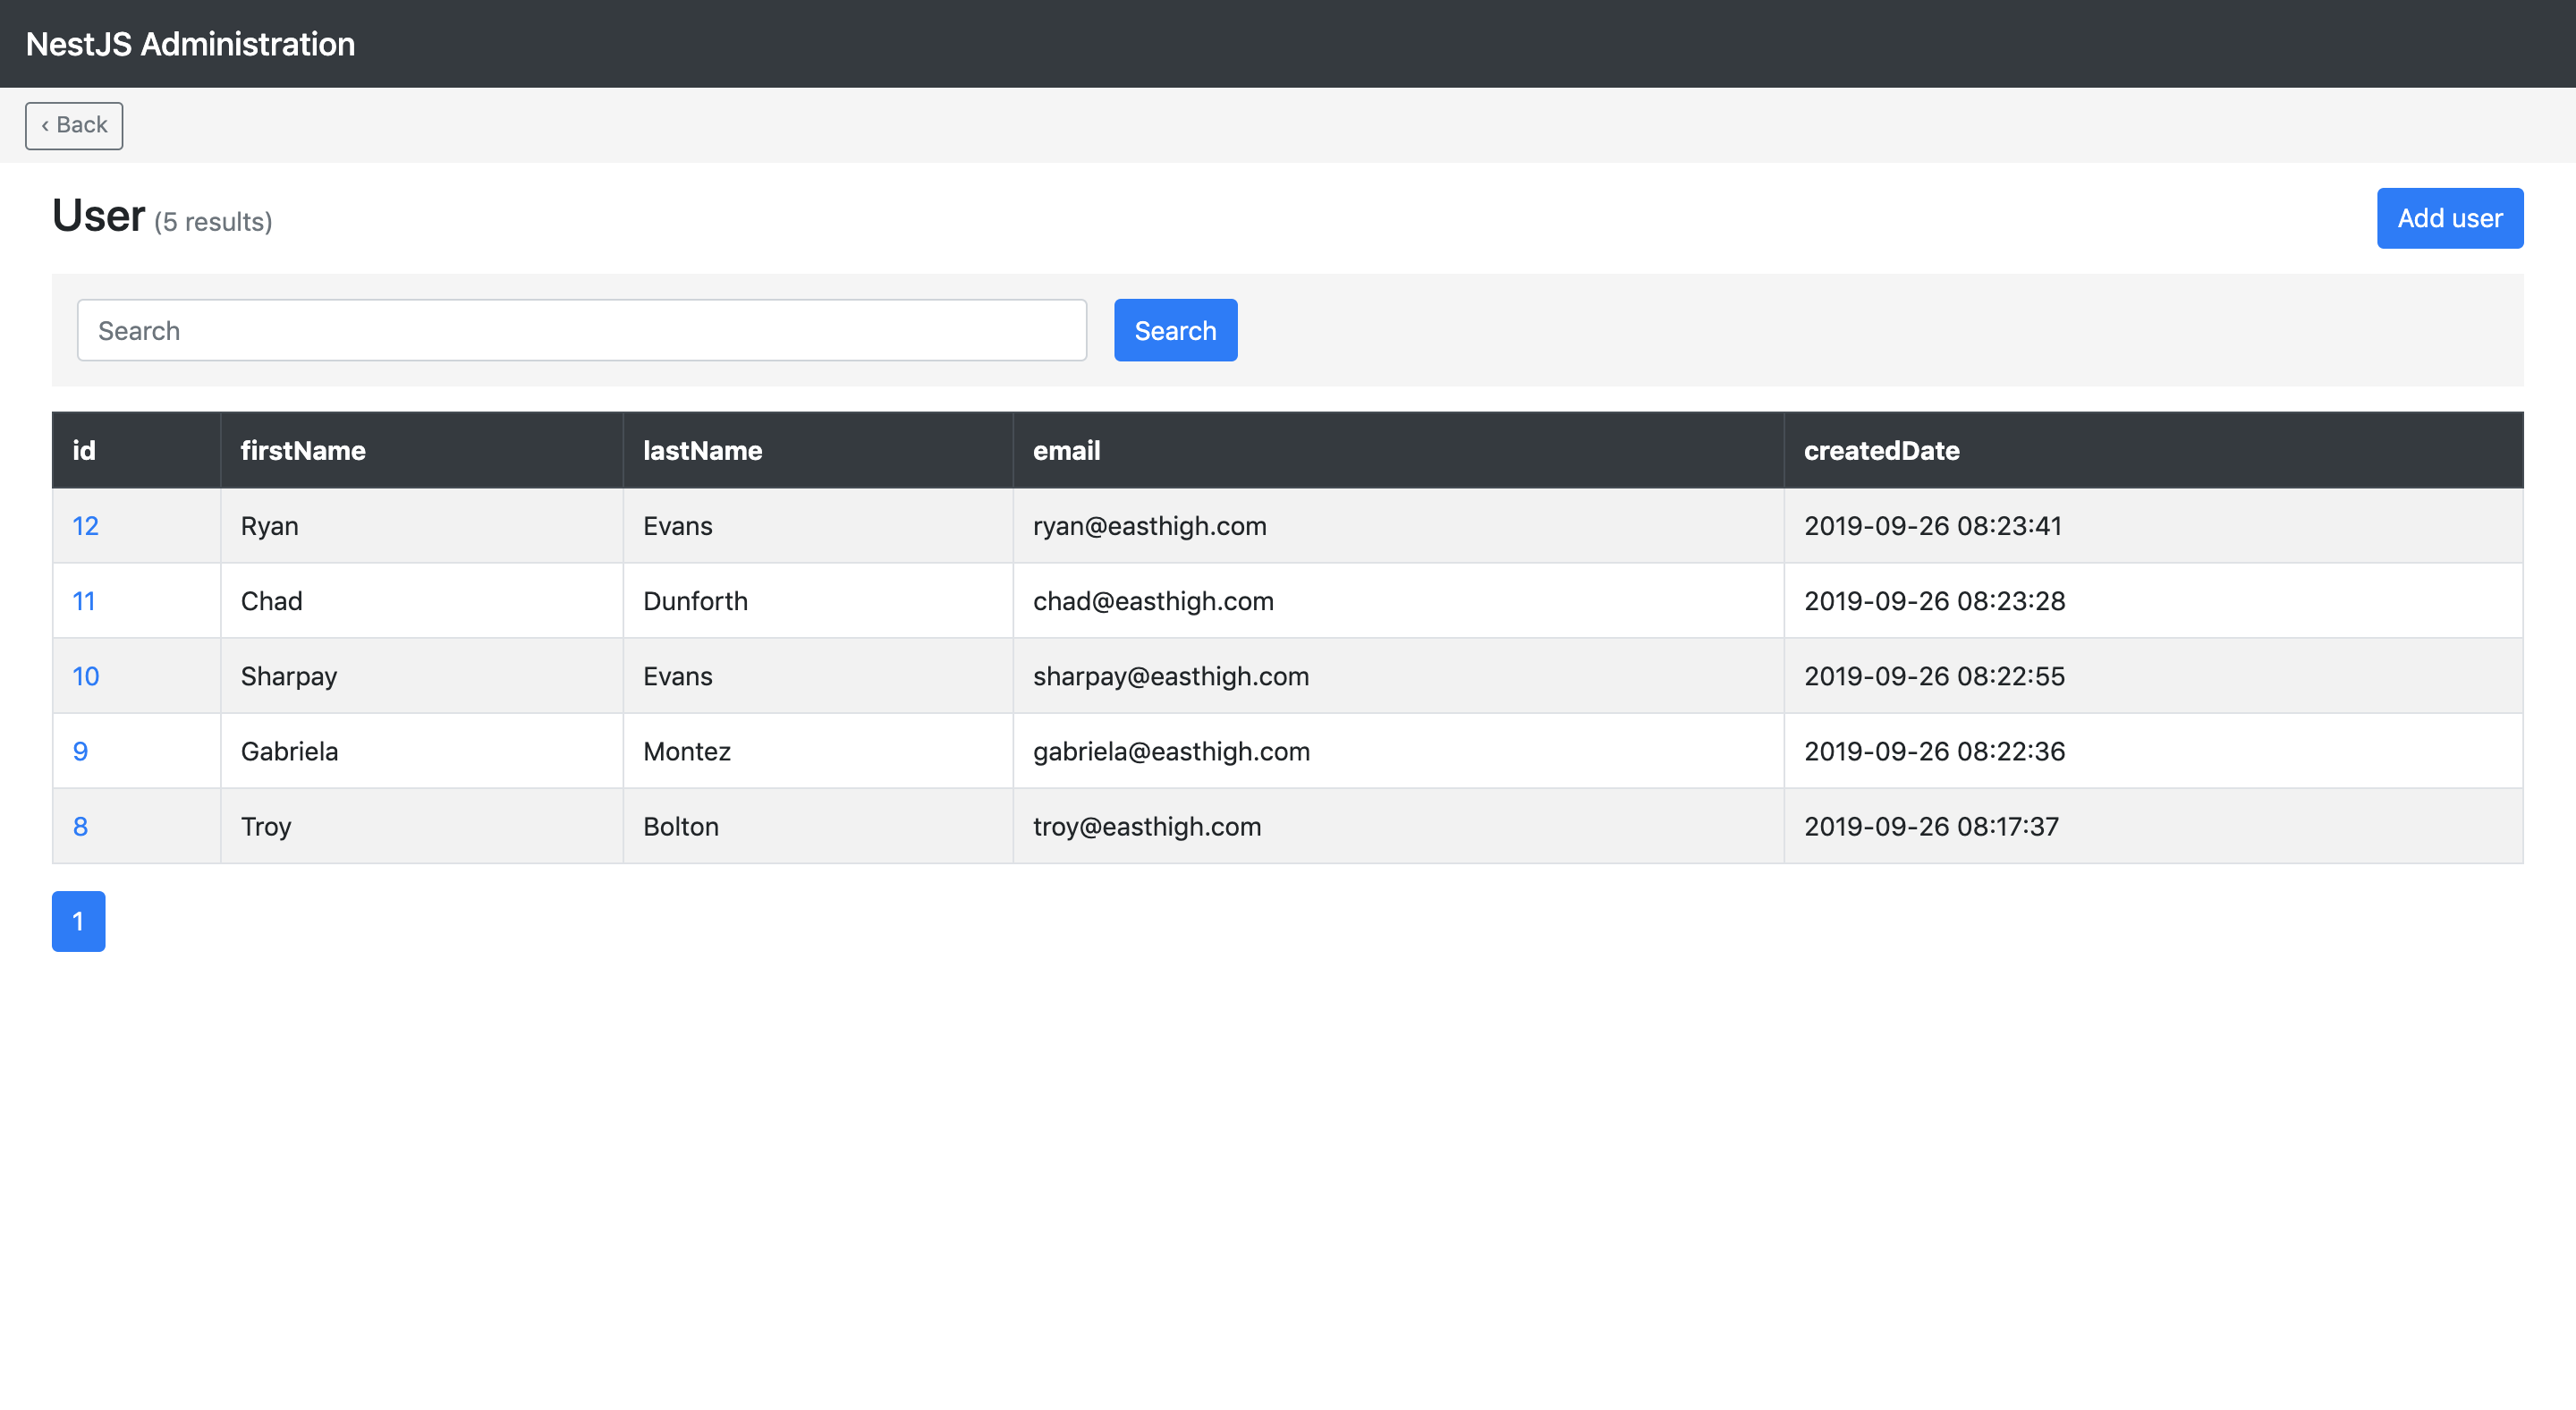 NestJS Administration
‹ Back
User (5 results)
Add user
Search
Search
id firstName lastName email createdDate
12 Ryan Evans ryan@easthigh.com 2019-09-26 08:23:41
11 Chad Dunforth chad@easthigh.com 2019-09-26 08:23:28
10 Sharpay Evans sharpay@easthigh.com 2019-09-26 08:22:55
9 Gabriela Montez gabriela@easthigh.com 2019-09-26 08:22:36
8 Troy Bolton troy@easthigh.com 2019-09-26 08:17:37
1